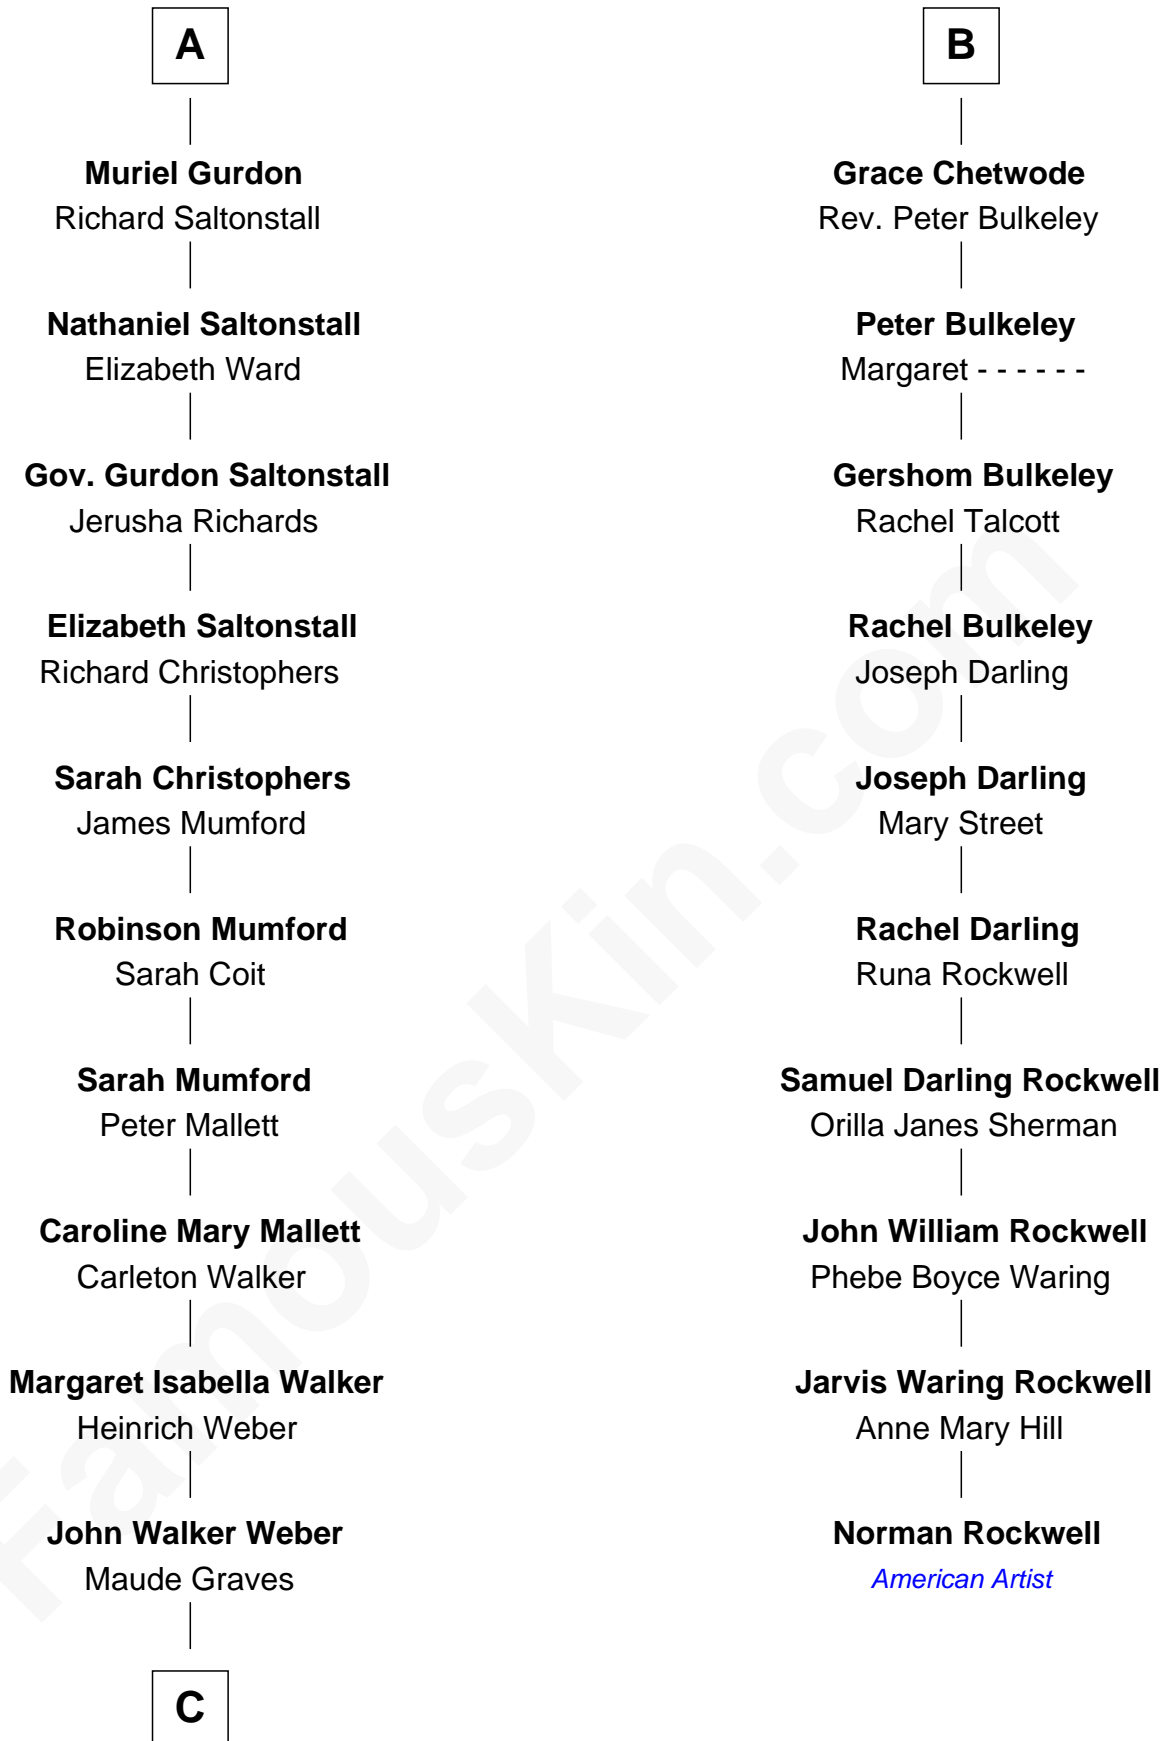 A
Muriel Gurdon
Richard Saltonstall
Nathaniel Saltonstall
Elizabeth Ward
Gov. Gurdon Saltonstall
Jerusha Richards
Elizabeth Saltonstall
Richard Christophers
Sarah Christophers
James Mumford
Robinson Mumford
Sarah Coit
Sarah Mumford
Peter Mallett
Caroline Mary Mallett
Carleton Walker
Margaret Isabella Walker
Heinrich Weber
John Walker Weber
Maude Graves
C
B
Grace Chetwode
Rev. Peter Bulkeley
Peter Bulkeley
Margaret - - - - - -
Gershom Bulkeley
Rachel Talcott
Rachel Bulkeley
Joseph Darling
Joseph Darling
Mary Street
Rachel Darling
Runa Rockwell
Samuel Darling Rockwell
Orilla Janes Sherman
John William Rockwell
Phebe Boyce Waring
Jarvis Waring Rockwell
Anne Mary Hill
Norman Rockwell
American Artist
FamousKin.com